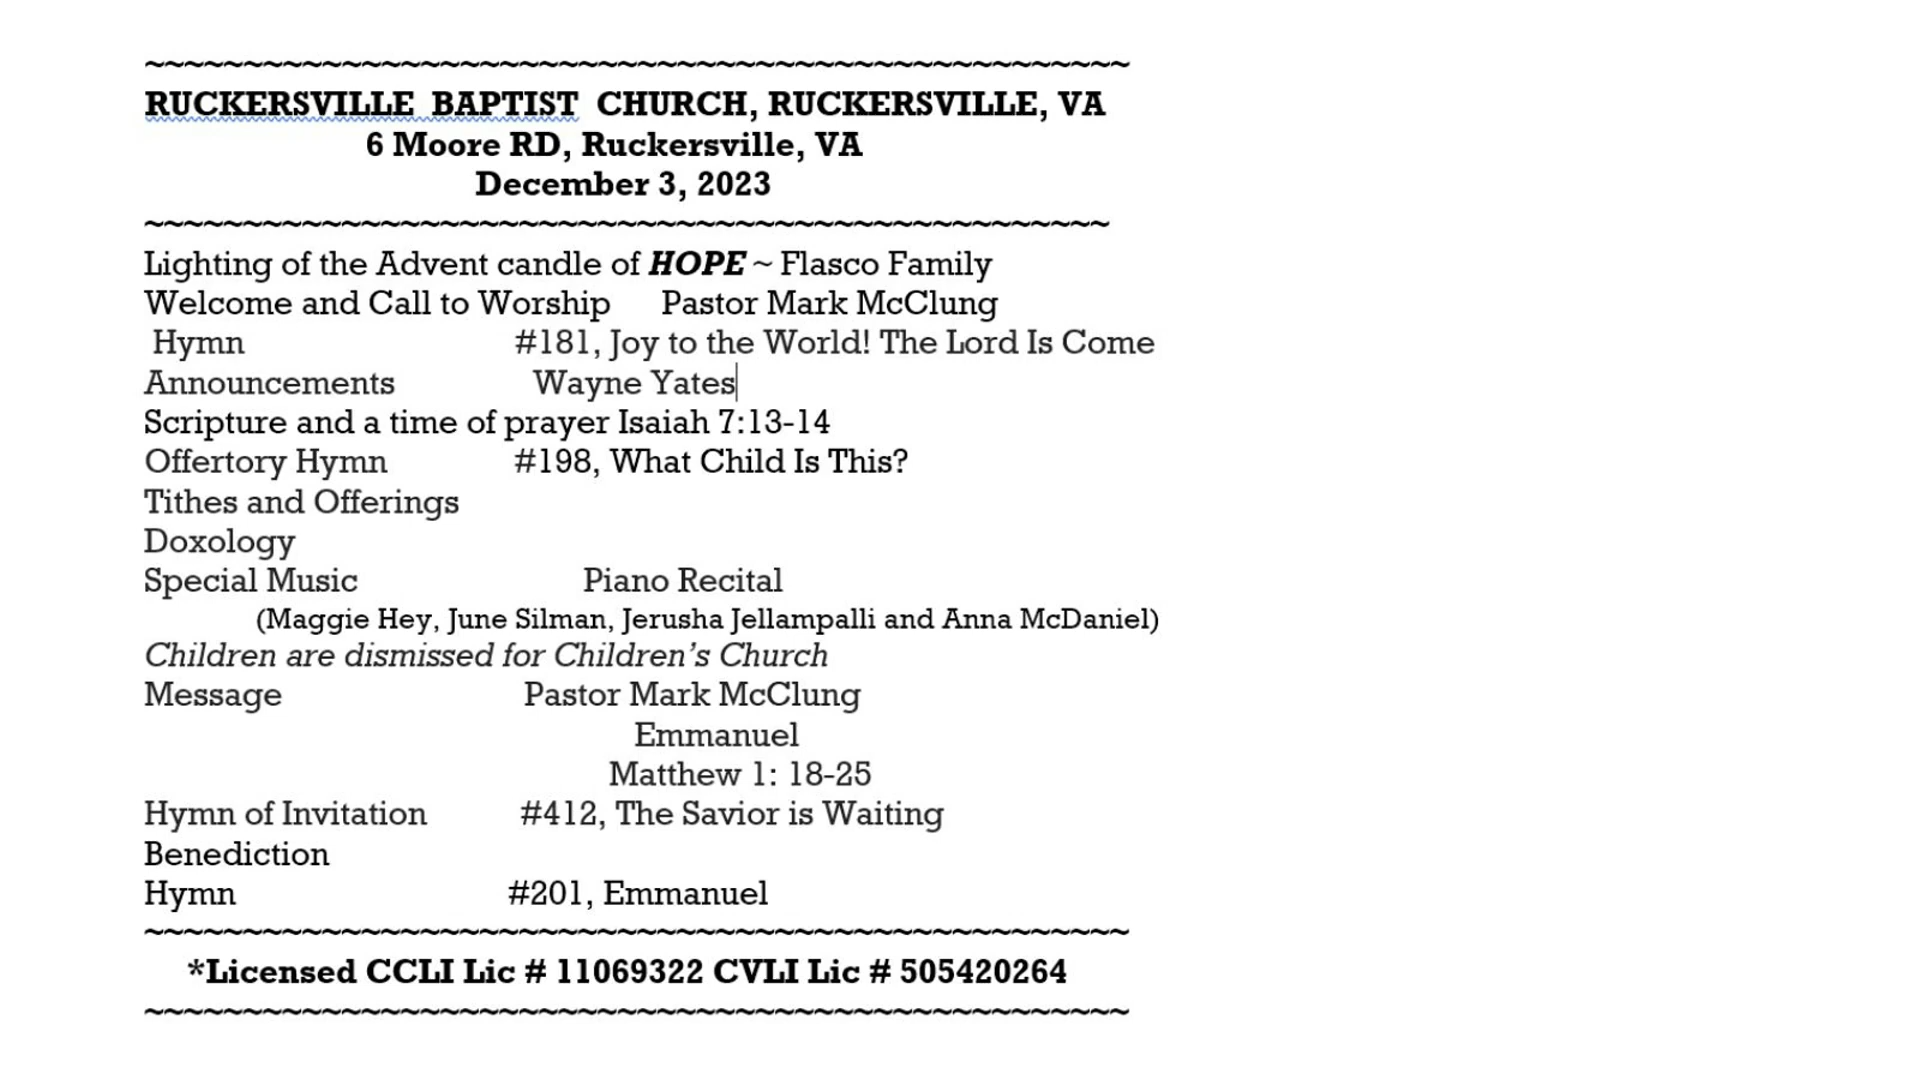 ~~~~~~~~~~~~~~~~~~~~~~~~~~~~~~~~~~~~~~~~~~~~~~~~~~
RUCKERSVILLE  BAPTIST  CHURCH, RUCKERSVILLE, VA
6 Moore RD, Ruckersville, VA
December 3, 2023
~~~~~~~~~~~~~~~~~~~~~~~~~~~~~~~~~~~~~~~~~~~~~~~~~
Lighting of the Advent candle of HOPE ~ Flasco Family
Welcome and Call to Worship Pastor Mark McClung
Hymn #181, Joy to the World! The Lord Is Come
Announcements Wayne Yates
Scripture and a time of prayer Isaiah 7:13-14
Offertory Hymn #198, What Child Is This?
Tithes and Offerings
Doxology
Special Music Piano Recital
(Maggie Hey, June Silman, Jerusha Jellampalli and Anna McDaniel)
Children are dismissed for Children’s Church
Message Pastor Mark McClung
Emmanuel
Matthew 1: 18-25
Hymn of Invitation #412, The Savior is Waiting
Benediction
Hymn #201, Emmanuel
~~~~~~~~~~~~~~~~~~~~~~~~~~~~~~~~~~~~~~~~~~~~~~~~~~
*Licensed CCLI Lic # 11069322 CVLI Lic # 505420264
~~~~~~~~~~~~~~~~~~~~~~~~~~~~~~~~~~~~~~~~~~~~~~~~~~